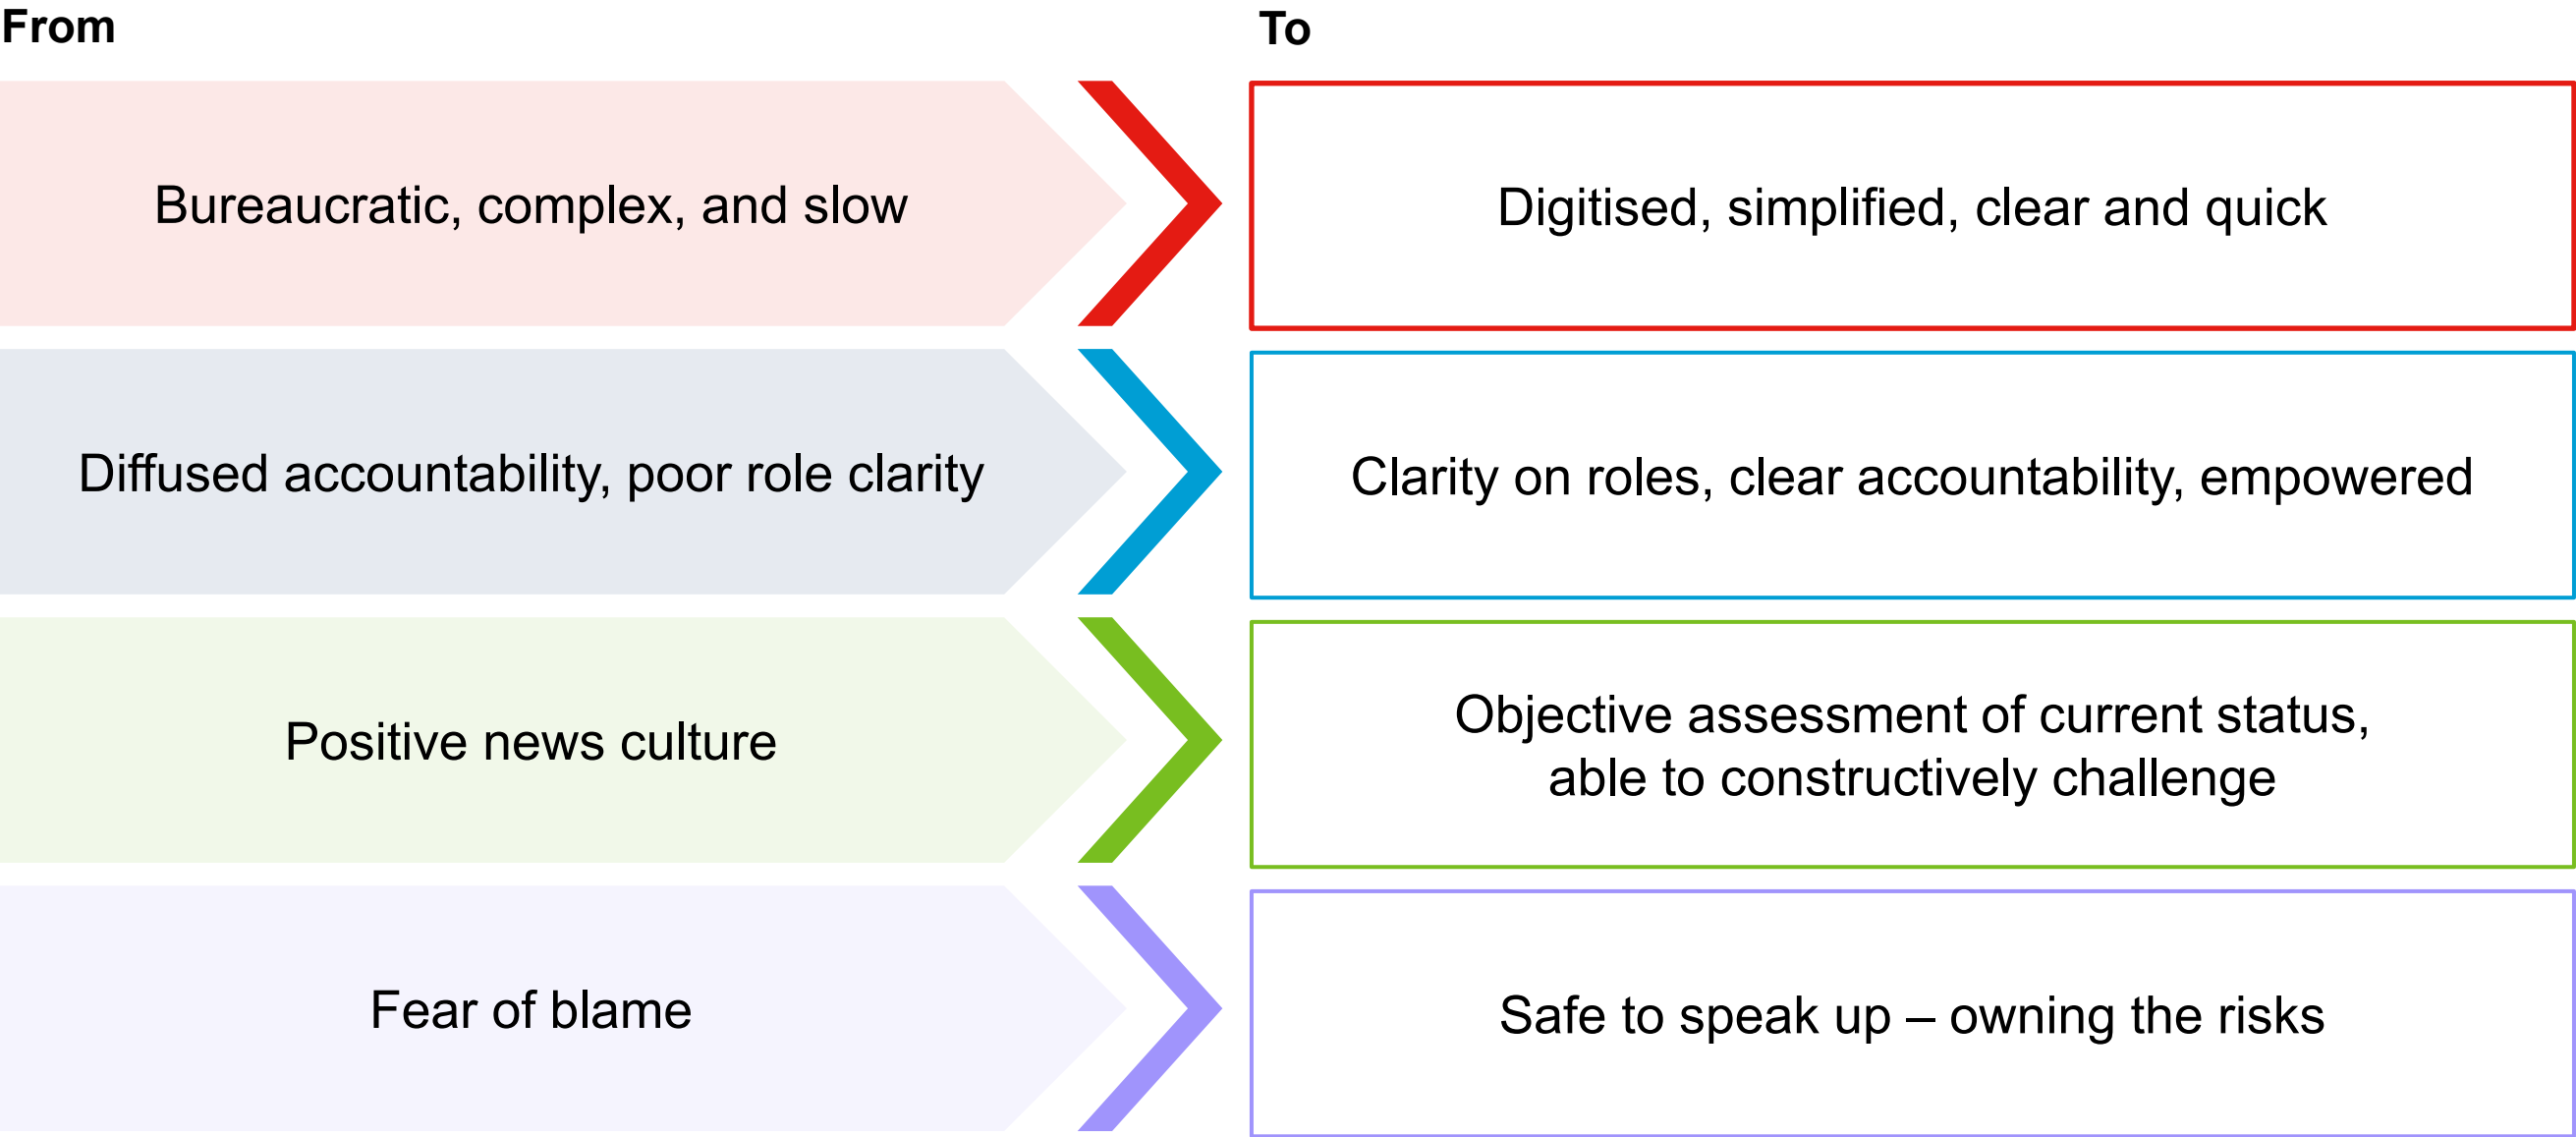 From
To
Bureaucratic, complex, and slow
Digitised, simplified, clear and quick
Diffused accountability, poor role clarity
Clarity on roles, clear accountability, empowered
Positive news culture
Objective assessment of current status,
able to constructively challenge
Fear of blame
Safe to speak up – owning the risks